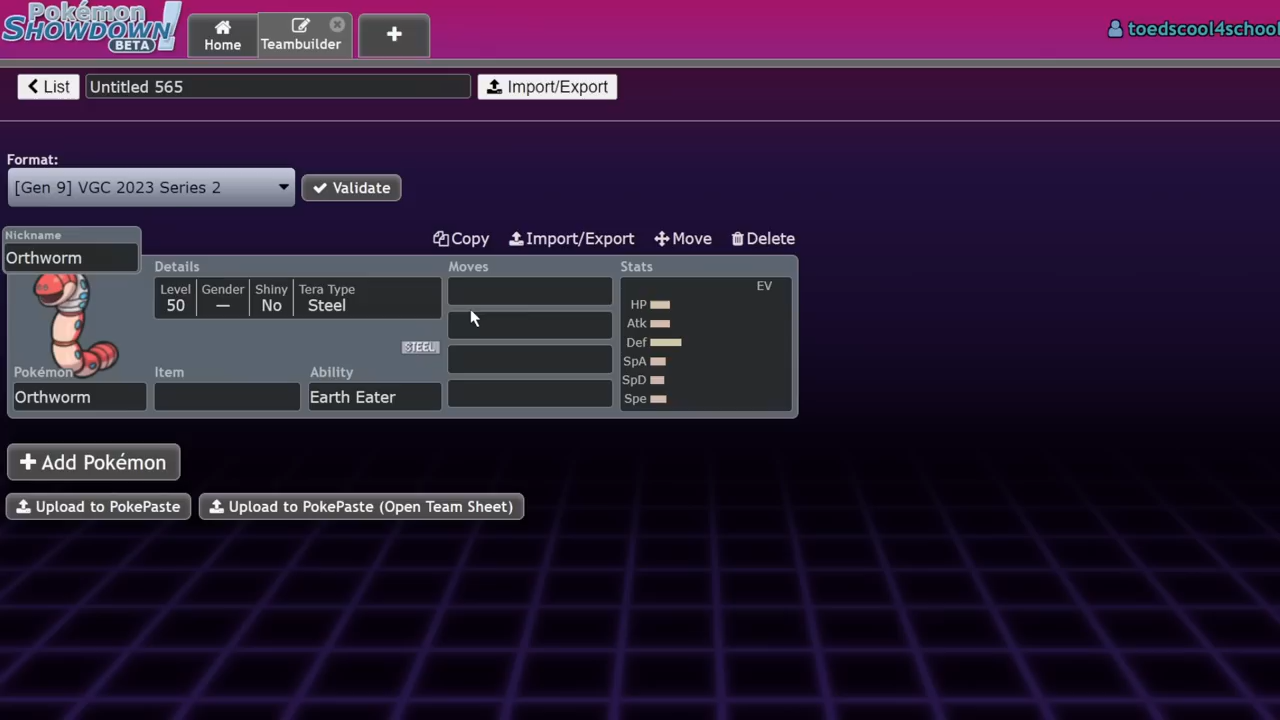 Pokémon
SHOWDOWN!
BETA
Home
Teambuilder
toedscool4school
List
Untitled 565
Import/Export
Format:
[Gen 9] VGC 2023 Series 2
Validate
Nickname
Orthworm
Copy
Import/Export
Move
Delete
Details
Moves
Stats
Level
Gender
Shiny
Tera Type
50
—
No
Steel
EV
HP
Atk
Def
SpA
SpD
Spe
STEEL
Pokémon
Item
Ability
Orthworm
Earth Eater
Add Pokémon
Upload to PokePaste
Upload to PokePaste (Open Team Sheet)